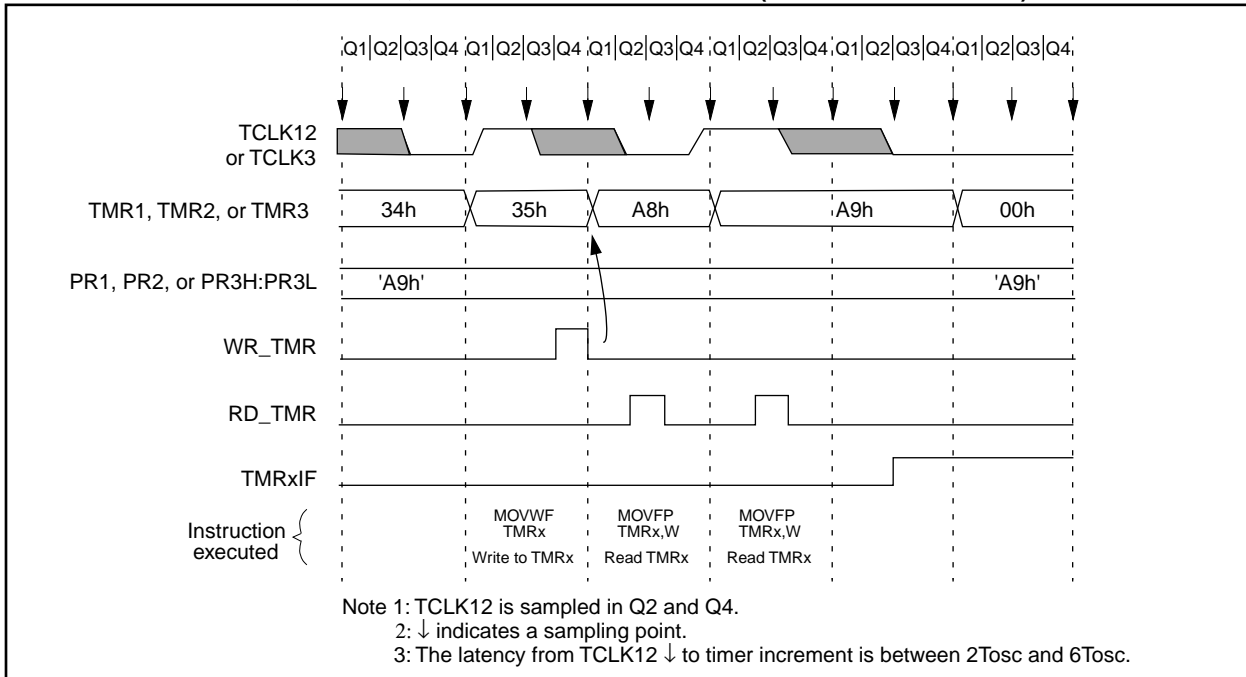 Q1|Q2|Q3|Q4 Q1|Q2|Q3|Q4 Q1|Q2|Q3|Q4 Q1|Q2|Q3|Q4 Q1|Q2|Q3|Q4 Q1|Q2|Q3|Q4
TCLK12
or TCLK3
TMR1, TMR2, or TMR3
34h 35h A8h A9h 00h
PR1, PR2, or PR3H:PR3L
'A9h' 'A9h'
WR_TMR
RD_TMR
TMRxIF
Instruction
executed
MOVWF
TMRx
Write to TMRx
MOVFP
TMRx,W
Read TMRx
MOVFP
TMRx,W
Read TMRx
Note 1: TCLK12 is sampled in Q2 and Q4.
2: ↓ indicates a sampling point.
3: The latency from TCLK12 ↓ to timer increment is between 2Tosc and 6Tosc.